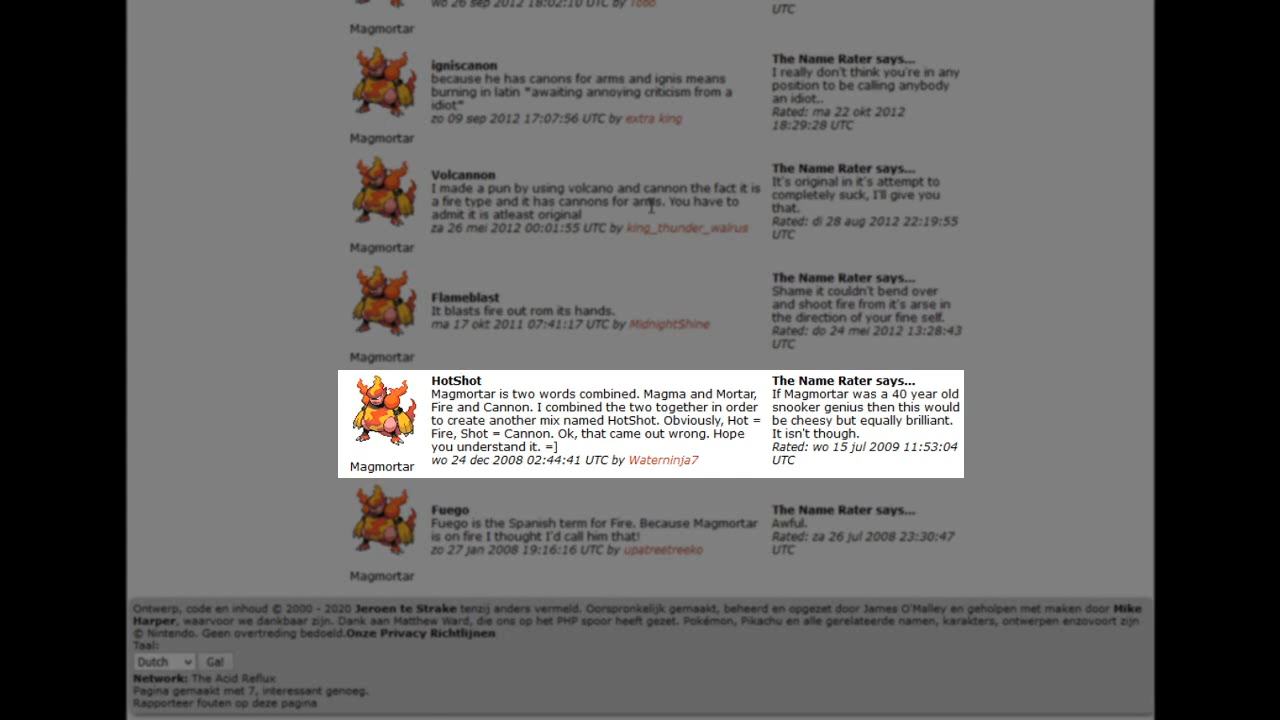 wo 26 sep 2012 18:02:10 UTC by Tobo
UTC
Magmortar
igniscanon
because he has canons for arms and ignis means
burning in latin "awaiting annoying criticism from a
idiot"
zo 09 sep 2012 17:07:56 UTC by extra king
The Name Rater says...
I really don't think you're in any
position to be calling anybody
an idiot..
Rated: ma 22 okt 2012
18:29:28 UTC
Magmortar
Volcannon
I made a pun by using volcano and cannon the fact it is
a fire type and it has cannons for arms. You have to
admit it is atleast original
za 26 mei 2012 00:01:55 UTC by king_thunder_walrus
The Name Rater says...
It's original in it's attempt to
completely suck, I'll give you
that.
Rated: di 28 aug 2012 22:19:55
UTC
Magmortar
Flameblast
It blasts fire out rom its hands.
ma 17 okt 2011 07:41:17 UTC by MidnightShine
The Name Rater says...
Shame it couldn't bend over
and shoot fire from it's arse in
the direction of your fine self.
Rated: do 24 mei 2012 13:28:43
UTC
Magmortar
HotShot
Magmortar is two words combined. Magma and Mortar,
Fire and Cannon. I combined the two together in order
to create another mix named HotShot. Obviously, Hot =
Fire, Shot = Cannon. Ok, that came out wrong. Hope
you understand it. =]
wo 24 dec 2008 02:44:41 UTC by Waterninja7
The Name Rater says...
If Magmortar was a 40 year old
snooker genius then this would
be cheesy but equally brilliant.
It isn't though.
Rated: wo 15 jul 2009 11:53:04
UTC
Magmortar
Fuego
Fuego is the Spanish term for Fire. Because Magmortar
is on fire I thought I'd call him that!
zo 27 jan 2008 19:16:16 UTC by upatreetreeko
The Name Rater says...
Awful.
Rated: za 26 jul 2008 23:30:47
UTC
Magmortar
Ontwerp, code en inhoud © 2000 - 2020 Jeroen te Strake tenzij anders vermeld. Oorspronkelijk gemaakt, beheerd en opgezet door James O'Malley en geholpen met maken door Mike
Harper, waarvoor we dankbaar zijn. Dank aan Matthew Ward, die ons op het PHP spoor heeft gezet. Pokémon, Pikachu en alle gerelateerde namen, karakters, ontwerpen enzovoort zijn
© Nintendo. Geen overtreding bedoeld.Onze Privacy Richtlijnen
Taal:
Dutch Ga!
Network: The Acid Reflux
Pagina gemaakt met 7, interessant genoeg.
Rapporteer fouten op deze pagina